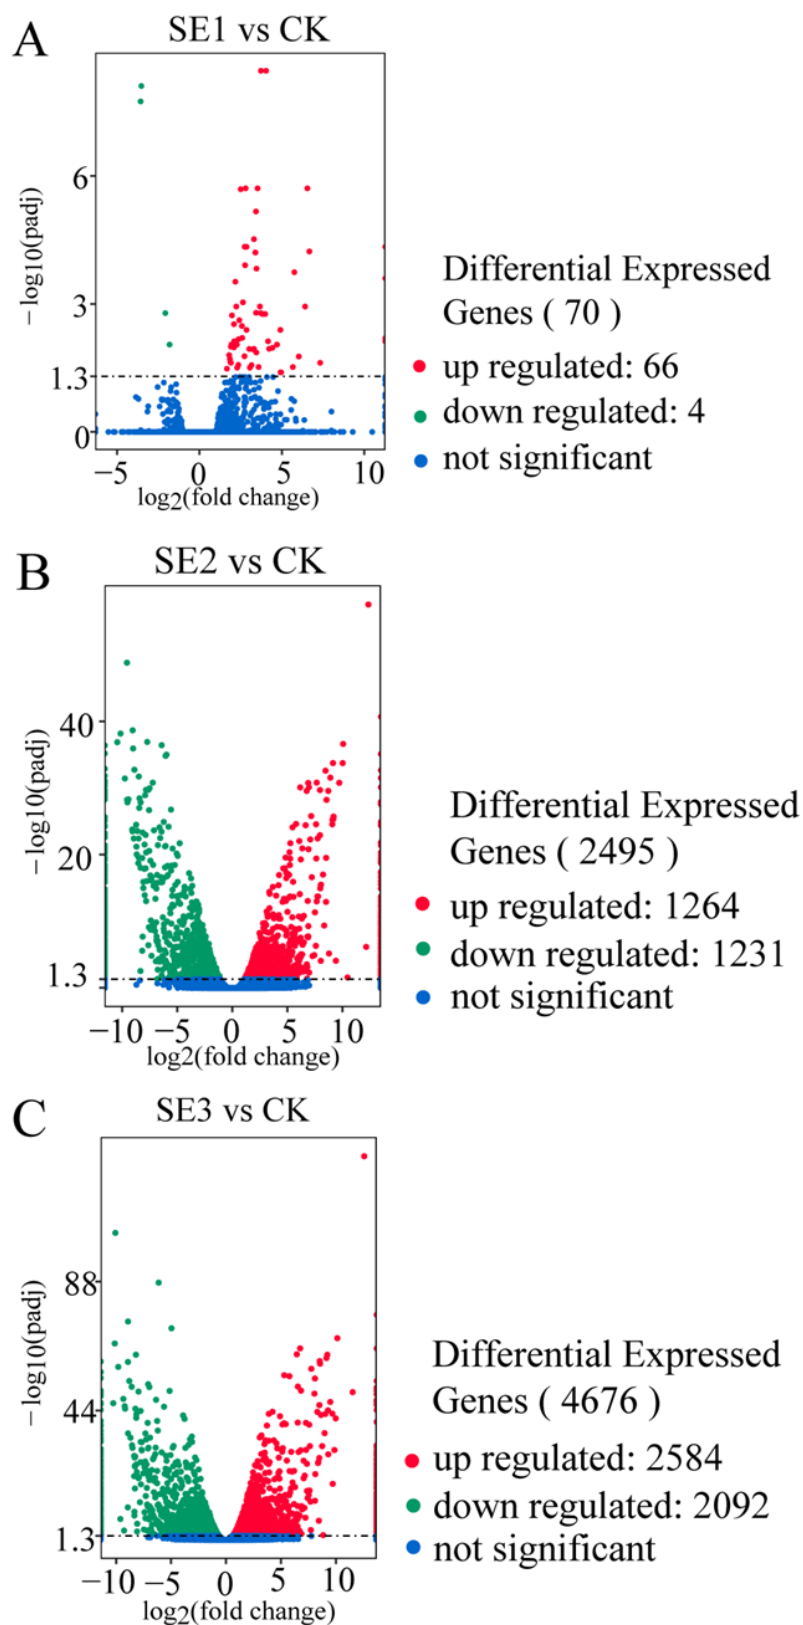 A
SE1 vs CK
6
3
1.3
0
−log10(padj)
−5 0 5 10
log2(fold change)
Differential Expressed
Genes ( 70 )
up regulated: 66
down regulated: 4
not significant
B
SE2 vs CK
40
20
1.3
−log10(padj)
−10 −5 0 5 10
log2(fold change)
Differential Expressed
Genes ( 2495 )
up regulated: 1264
down regulated: 1231
not significant
C
SE3 vs CK
88
44
1.3
−log10(padj)
−10 −5 0 5 10
log2(fold change)
Differential Expressed
Genes ( 4676 )
up regulated: 2584
down regulated: 2092
not significant